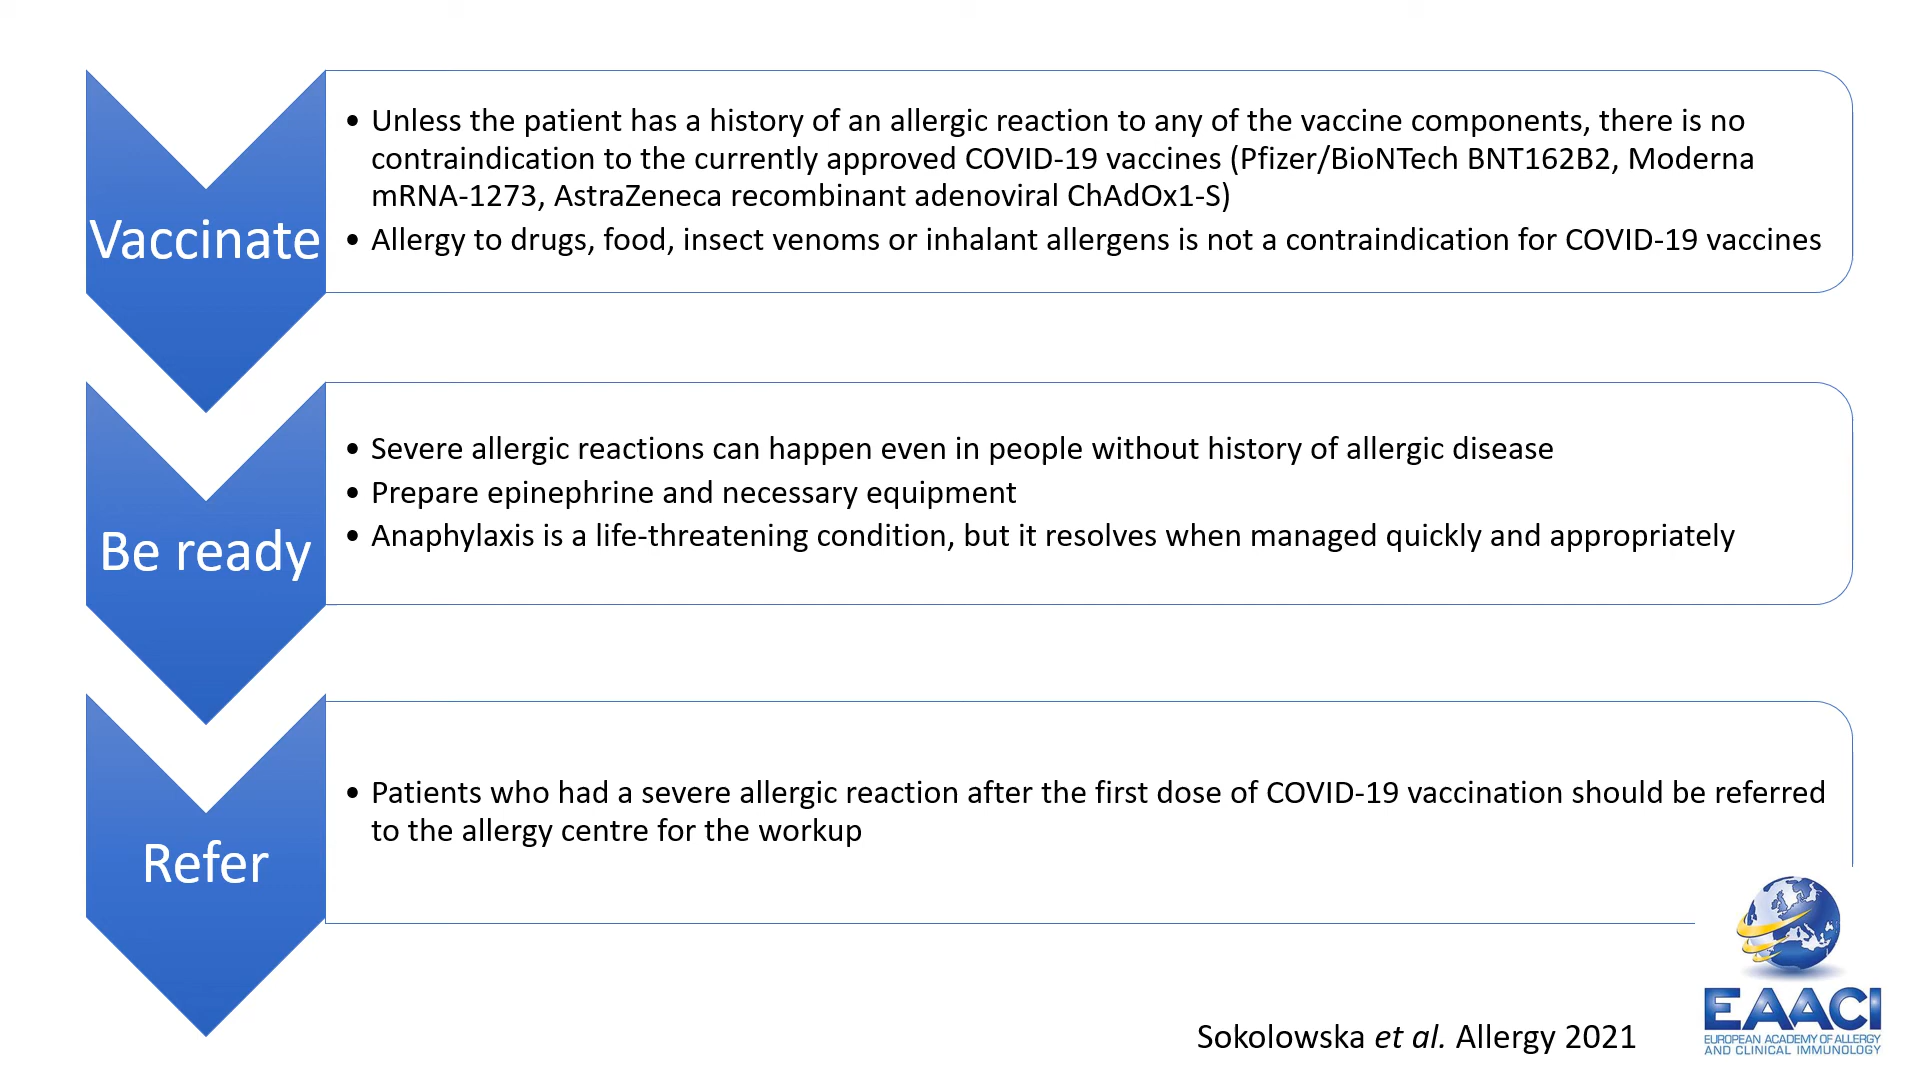 Vaccinate
• Unless the patient has a history of an allergic reaction to any of the vaccine components, there is no
contraindication to the currently approved COVID-19 vaccines (Pfizer/BioNTech BNT162B2, Moderna
mRNA-1273, AstraZeneca recombinant adenoviral ChAdOx1-S)
• Allergy to drugs, food, insect venoms or inhalant allergens is not a contraindication for COVID-19 vaccines
Be ready
• Severe allergic reactions can happen even in people without history of allergic disease
• Prepare epinephrine and necessary equipment
• Anaphylaxis is a life-threatening condition, but it resolves when managed quickly and appropriately
Refer
• Patients who had a severe allergic reaction after the first dose of COVID-19 vaccination should be referred
to the allergy centre for the workup
Sokolowska et al. Allergy 2021
EAACI
EUROPEAN ACADEMY OF ALLERGY
AND CLINICAL IMMUNOLOGY